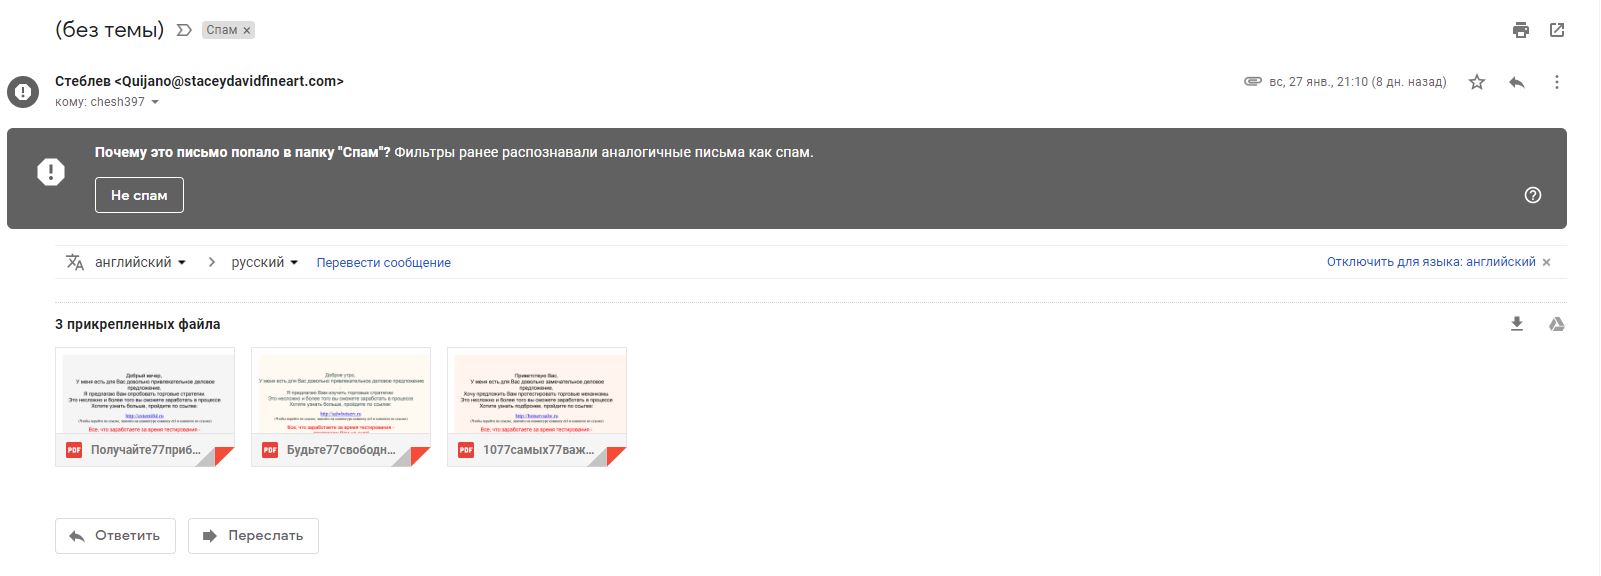 (без темы) Спам ×
Стеблев <Quijano@staceydavidfineart.com>
вс, 27 янв., 21:10 (8 дн. назад)
кому: chesh397
Почему это письмо попало в папку "Спам"? Фильтры ранее распознавали аналогичные письма как спам.
Не спам
английский > русский Перевести сообщение
Отключить для языка: английский ×
3 прикрепленных файла
Добрый вечер,
У меня есть для Вас довольно привлекательное деловое
предложение.
Я предлагаю Вам опробовать торговые стратегии
Это несложно и более того вы сможете заработать в процессе
Хотите узнать больше, пройдите по ссылке:
Все, что заработаете за время тестирования -
PDF Получайте77приб...
Доброе утро,
У меня есть для Вас довольно привлекательное деловое предложение
Я предлагаю Вам изучить торговые стратегии
Это несложно и более того вы сможете заработать в процессе
Хотите узнать больше, пройдите по ссылке:
Все, что заработаете за время тестирования -
PDF Будьте77свободн...
Приветствую Вас,
У меня есть для Вас довольно замечательное деловое
предложение.
Хочу предложить Вам протестировать торговые механизмы
Это несложно и более того вы сможете заработать в процессе
Хотите узнать подробнее, пройдите по ссылке:
Все, что заработаете за время тестирования -
PDF 1077самых77важ...
Ответить
Переслать